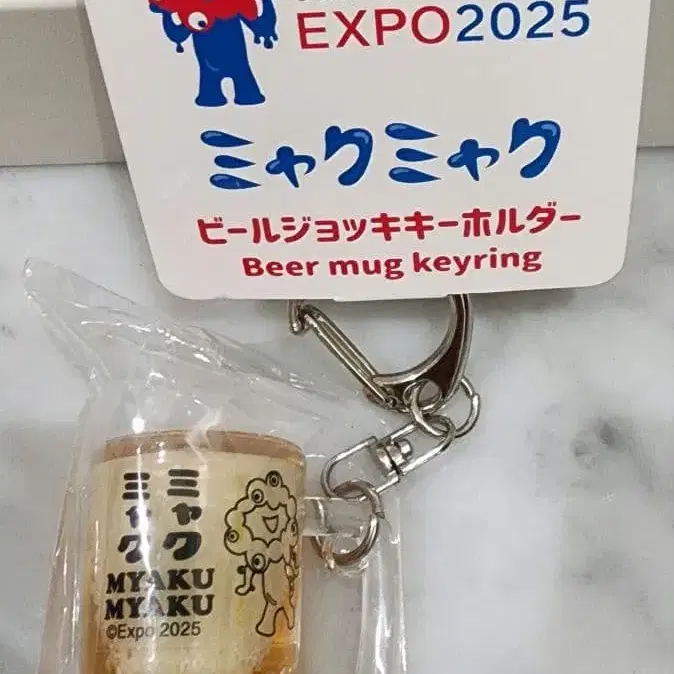 EXPO2025
ミャクミャク
ビールジョッキキーホルダー
Beer mug keyring
ミャク
ミャク
MYAKU
MYAKU
©Expo 2025